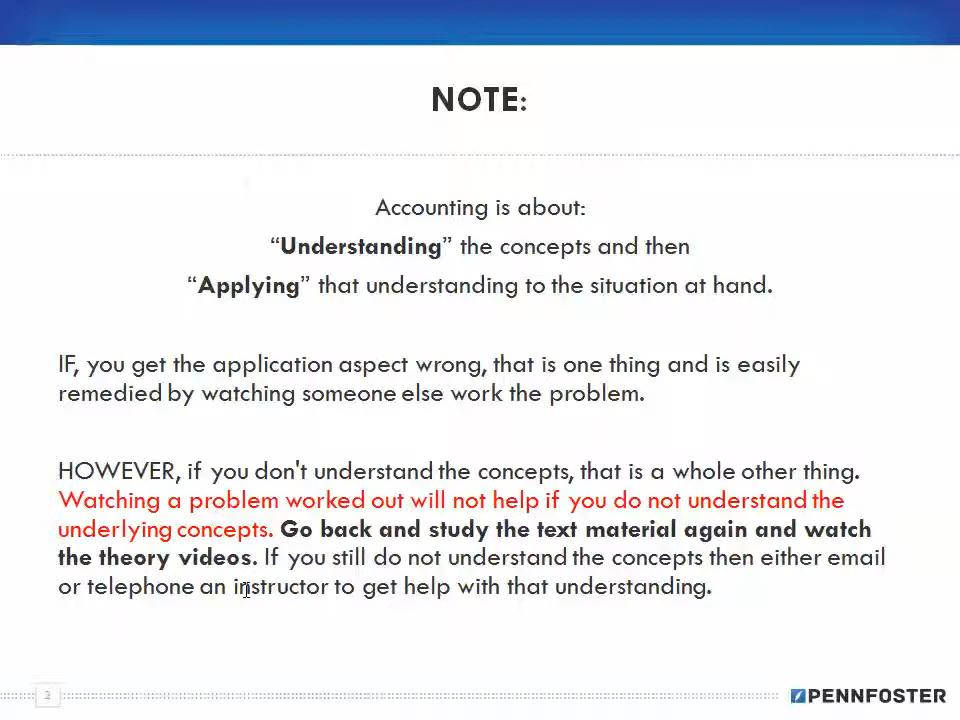 NOTE:
Accounting is about:
“Understanding” the concepts and then
“Applying” that understanding to the situation at hand.
IF, you get the application aspect wrong, that is one thing and is easily
remedied by watching someone else work the problem.
HOWEVER, if you don't understand the concepts, that is a whole other thing.
Watching a problem worked out will not help if you do not understand the
underlying concepts. Go back and study the text material again and watch
the theory videos. If you still do not understand the concepts then either email
or telephone an instructor to get help with that understanding.
2
PENNFOSTER